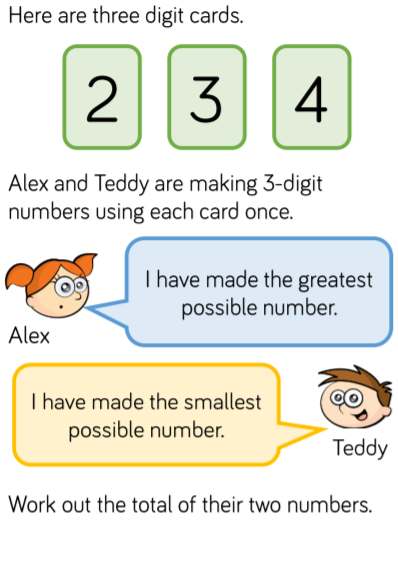 Here are three digit cards.
2 3 4
Alex and Teddy are making 3-digit
numbers using each card once.
I have made the greatest
possible number.
Alex
I have made the smallest
possible number.
Teddy
Work out the total of their two numbers.